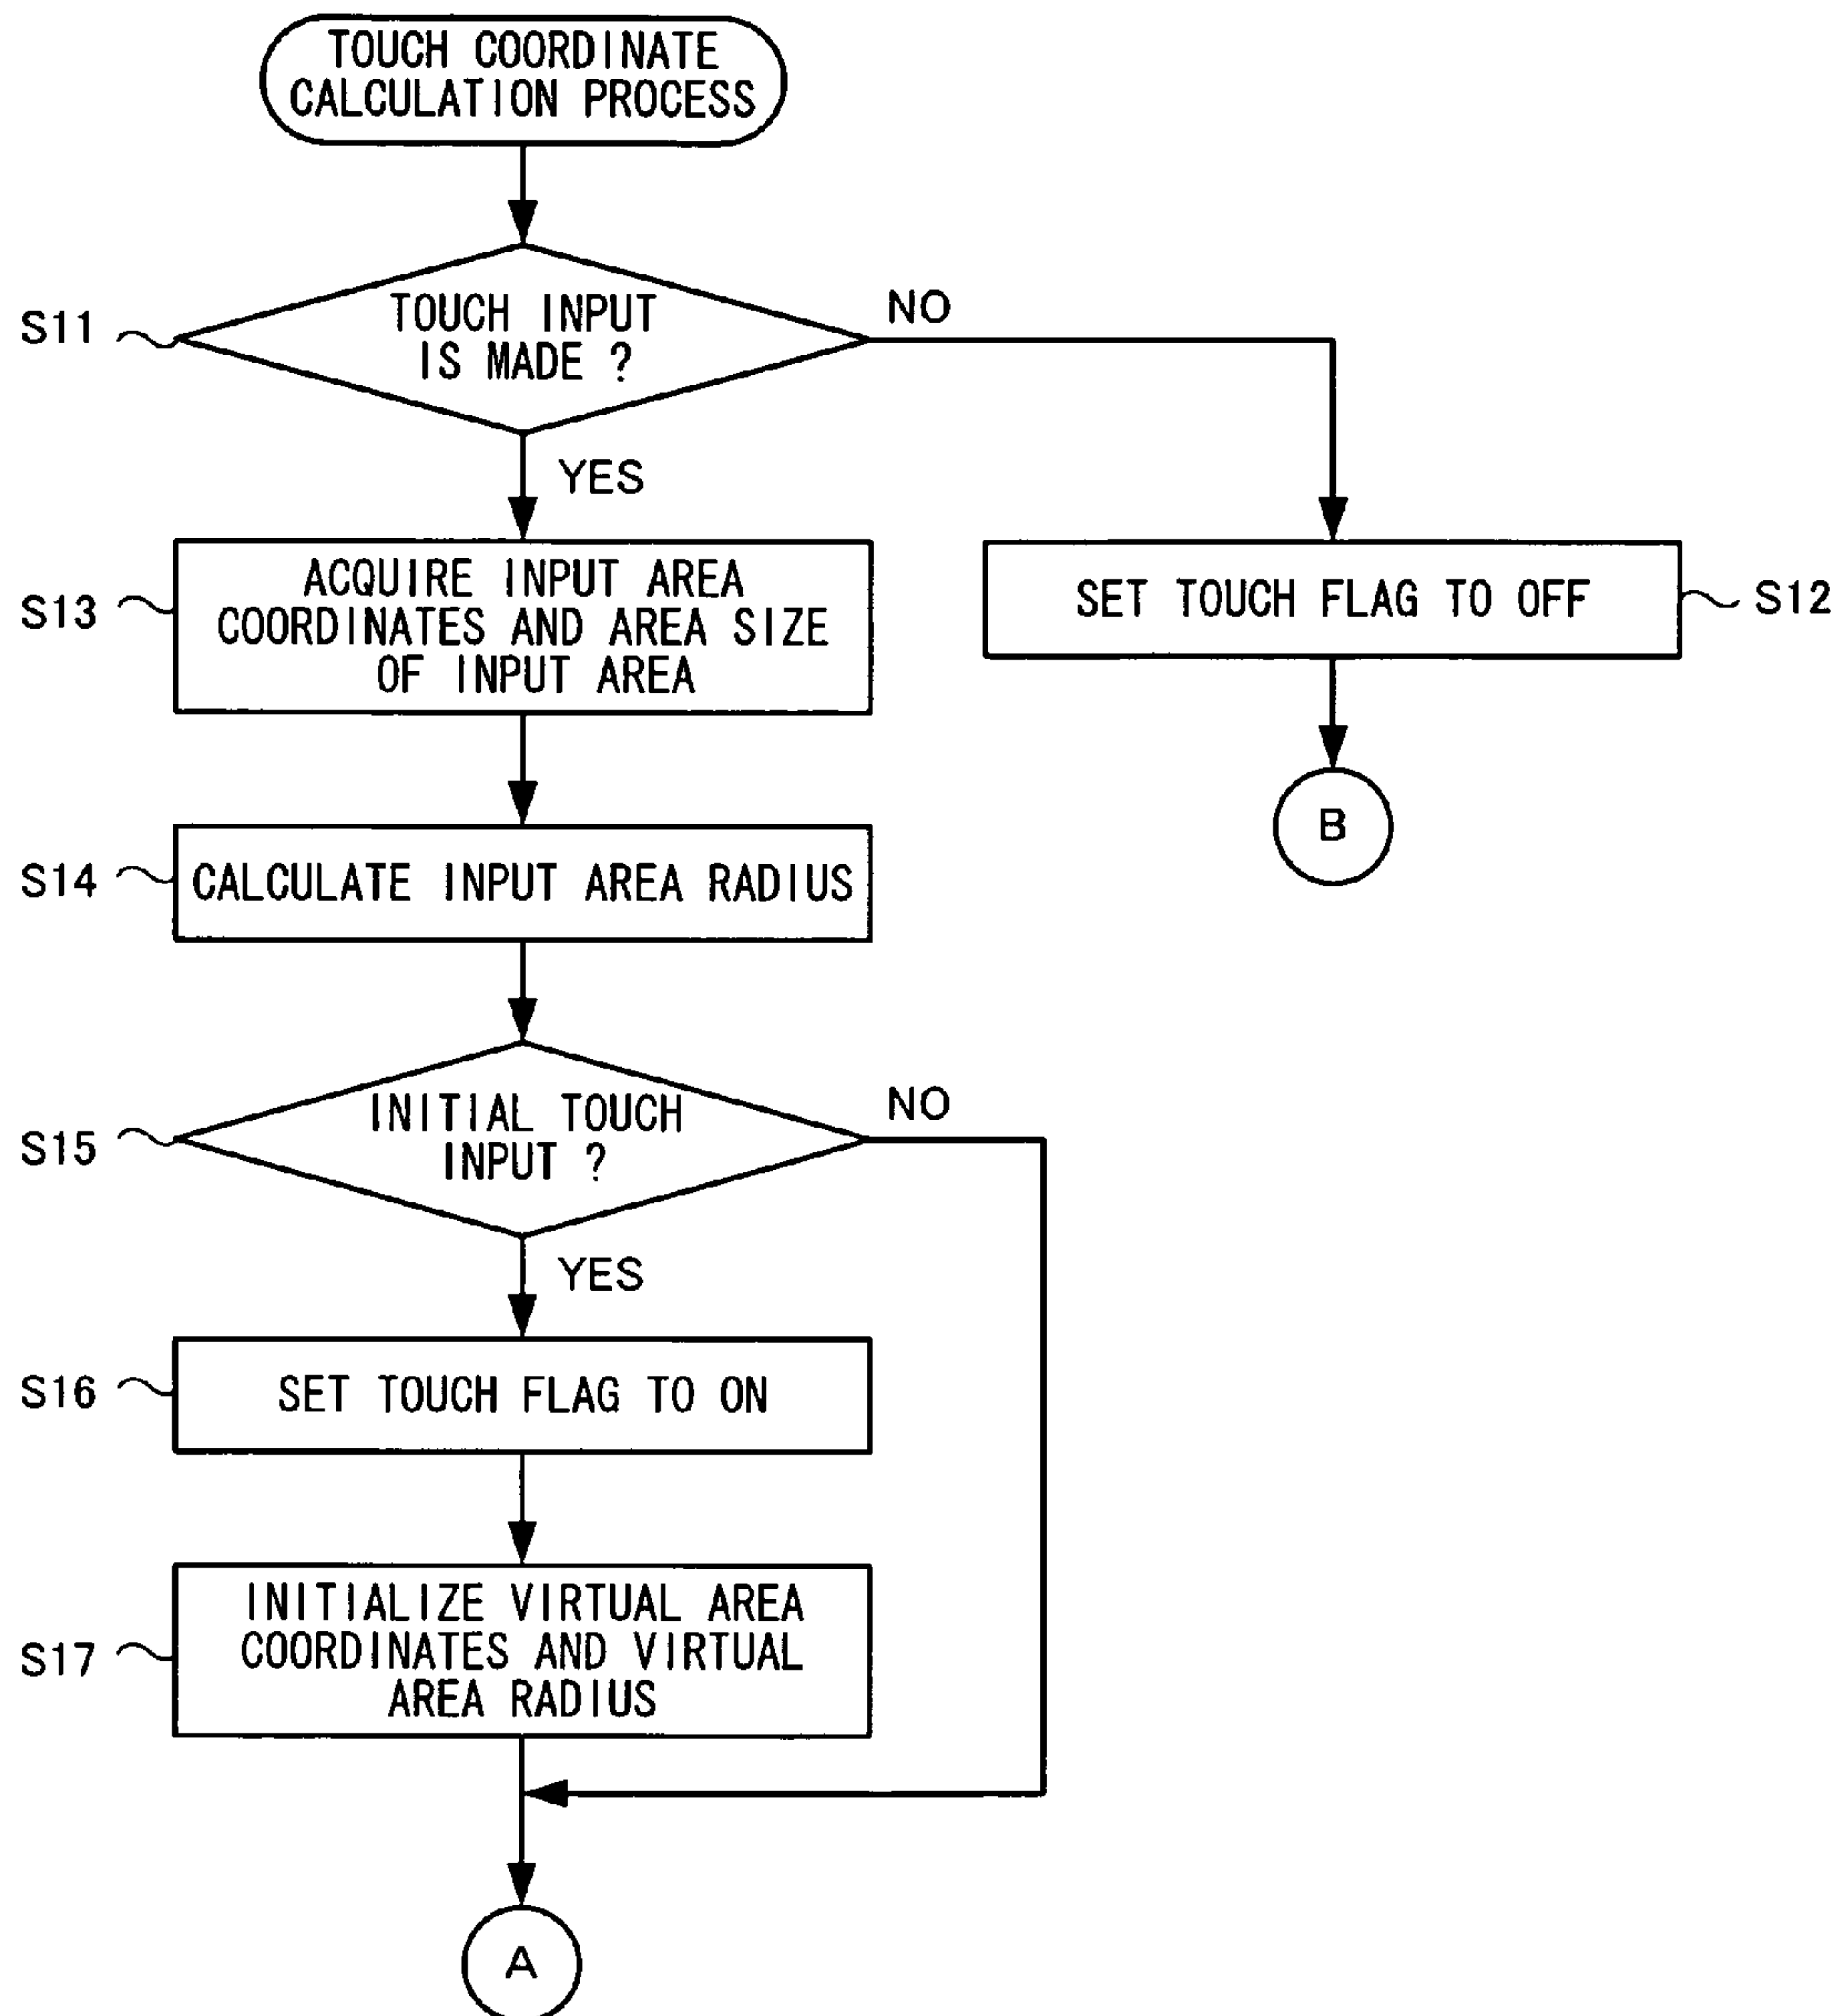 TOUCH COORDINATE
CALCULATION PROCESS
S11
TOUCH INPUT
IS MADE ?
NO
YES
S13
ACQUIRE INPUT AREA
COORDINATES AND AREA SIZE
OF INPUT AREA
SET TOUCH FLAG TO OFF
S12
B
S14
CALCULATE INPUT AREA RADIUS
S15
INITIAL TOUCH
INPUT ?
NO
YES
S16
SET TOUCH FLAG TO ON
S17
INITIALIZE VIRTUAL AREA
COORDINATES AND VIRTUAL
AREA RADIUS
A